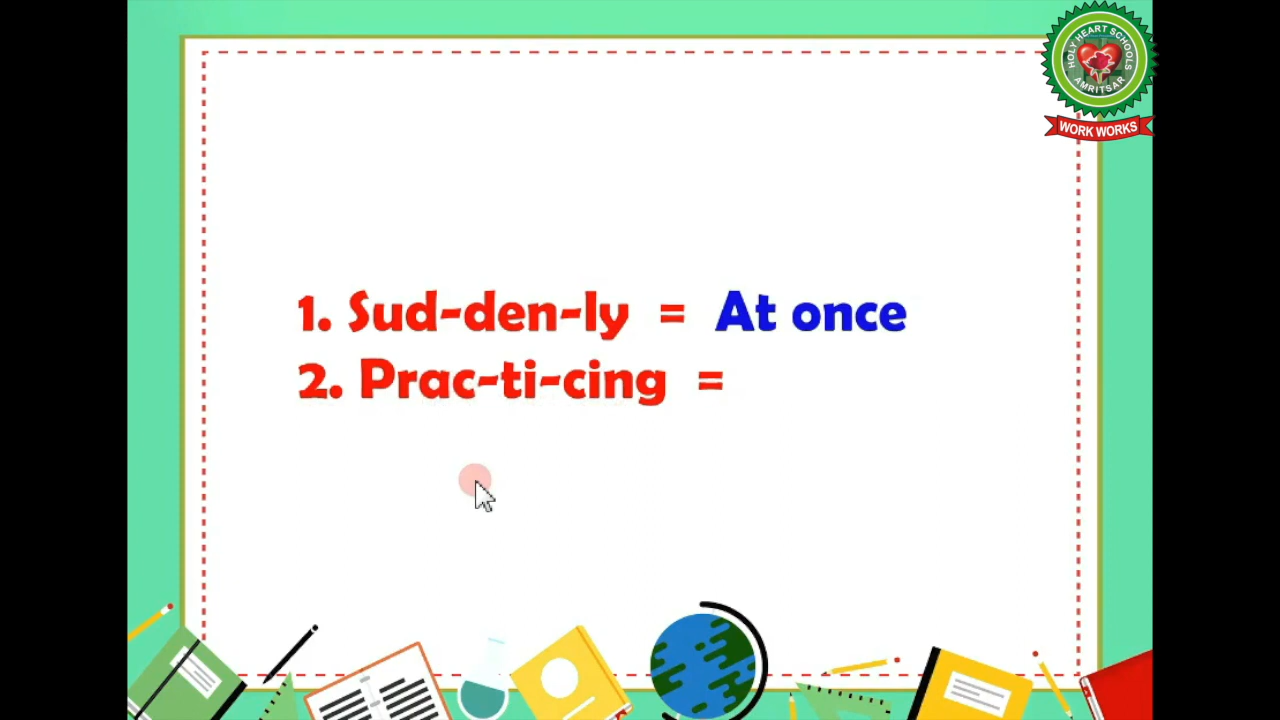 HOLY HEART SCHOOLS
AMRITSAR
WORK WORKS
1. Sud-den-ly = At once
2. Prac-ti-cing =